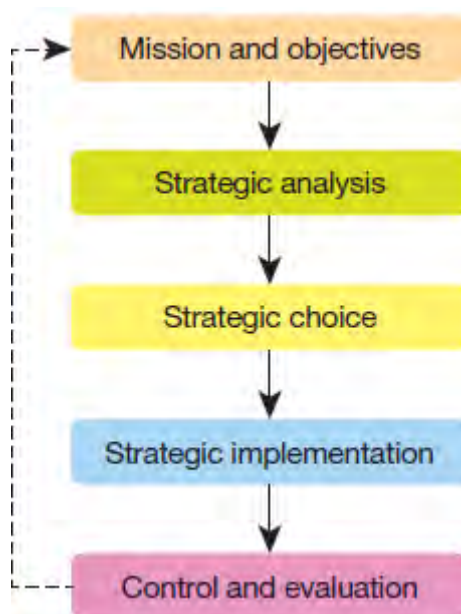 Mission and objectives
Strategic analysis
Strategic choice
Strategic implementation
Control and evaluation